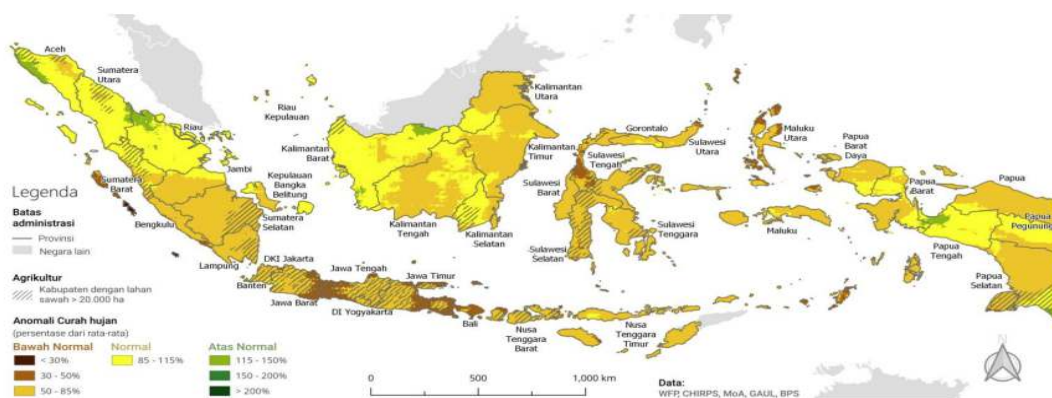 Aceh
Sumatera
Utara
Riau
Riau
Kepulauan
Jambi
Sumatera
Barat
Kepulauan
Bangka
Belitung
Bengkulu
Sumatera
Selatan
Lampung
DKI Jakarta
Banten
Jawa Barat
Jawa Tengah
DI Yogyakarta
Jawa Timur
Bali
Nusa
Tenggara
Barat
Nusa
Tenggara
Timur
Kalimantan
Barat
Kalimantan
Tengah
Kalimantan
Selatan
Kalimantan
Timur
Kalimantan
Utara
Gorontalo
Sulawesi
Utara
Sulawesi
Tengah
Sulawesi
Barat
Sulawesi
Selatan
Sulawesi
Tenggara
Maluku
Utara
Maluku
Papua
Barat
Daya
Papua
Barat
Papua
Papua
Pegunung
Papua
Tengah
Papua
Selatan
Legenda
Batas
administrasi
Provinsi
Negara lain
Agrikultur
Kabupaten dengan lahan
sawah > 20.000 ha
Anomali Curah hujan
(persentase dari rata-rata)
Bawah Normal
< 30%
30 - 50%
50 - 85%
Normal
85 - 115%
Atas Normal
115 - 150%
150 - 200%
> 200%
0 500 1,000 km
Data:
WFP, CHIRPS, MoA, GAUL, BPS
N